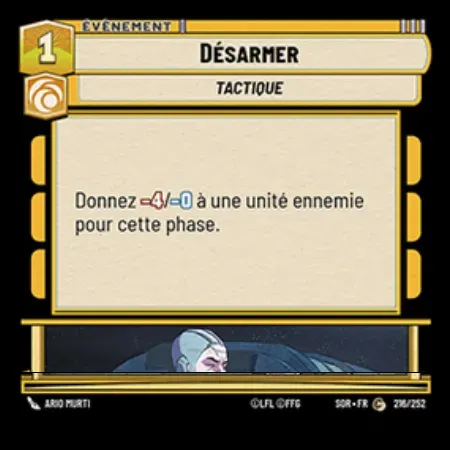 ÉVÉNEMENT
1
DÉSARMER
TACTIQUE
Donnez -4/-0 à une unité ennemie
pour cette phase.
ARIO MURTI
©LFL ©FFG
SOR • FR
C
216/252